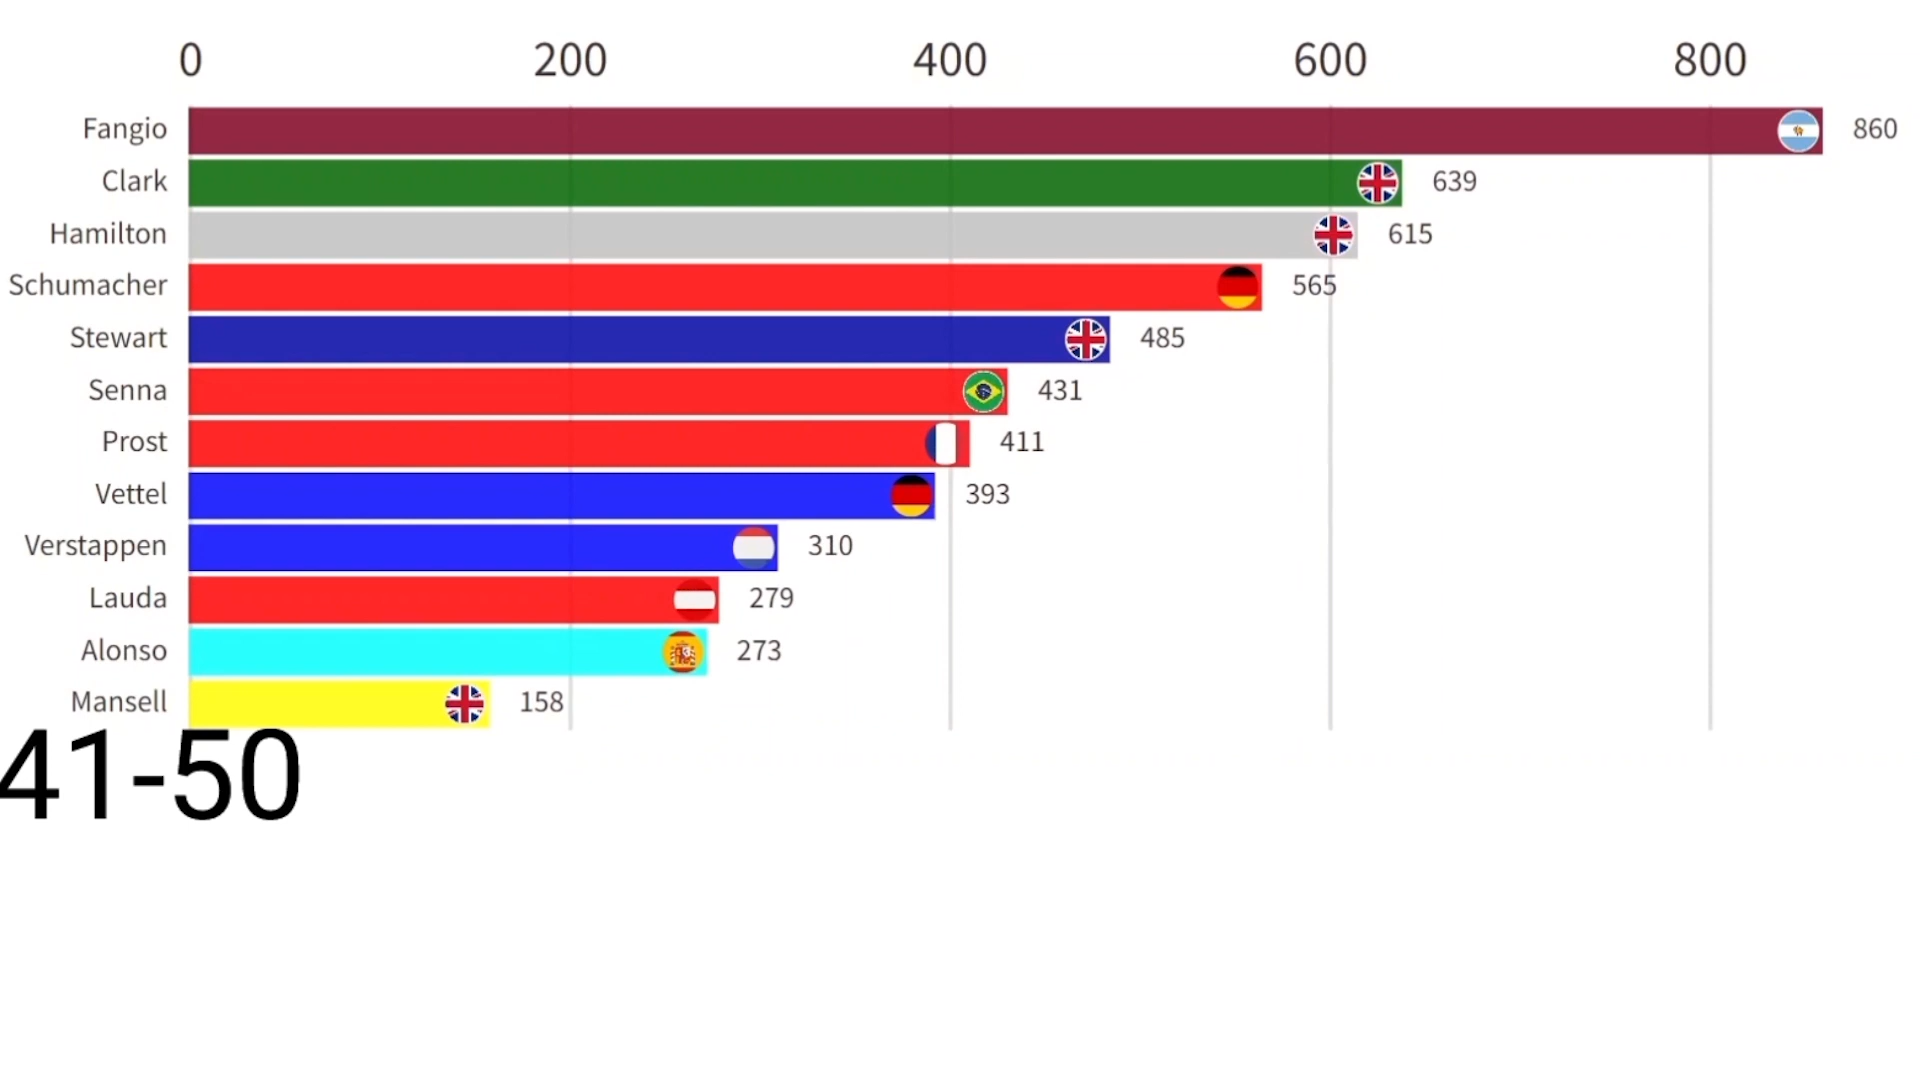 0 200 400 600 800
Fangio 860
Clark 639
Hamilton 615
Schumacher 565
Stewart 485
Senna 431
Prost 411
Vettel 393
Verstappen 310
Lauda 279
Alonso 273
Mansell 158
41-50